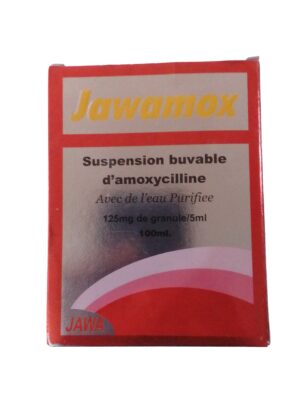 Jawamox
Suspension buvable
d'amoxycilline
Avec de l'eau Purifiee
125mg de granule/5ml
100ml.
JAWA